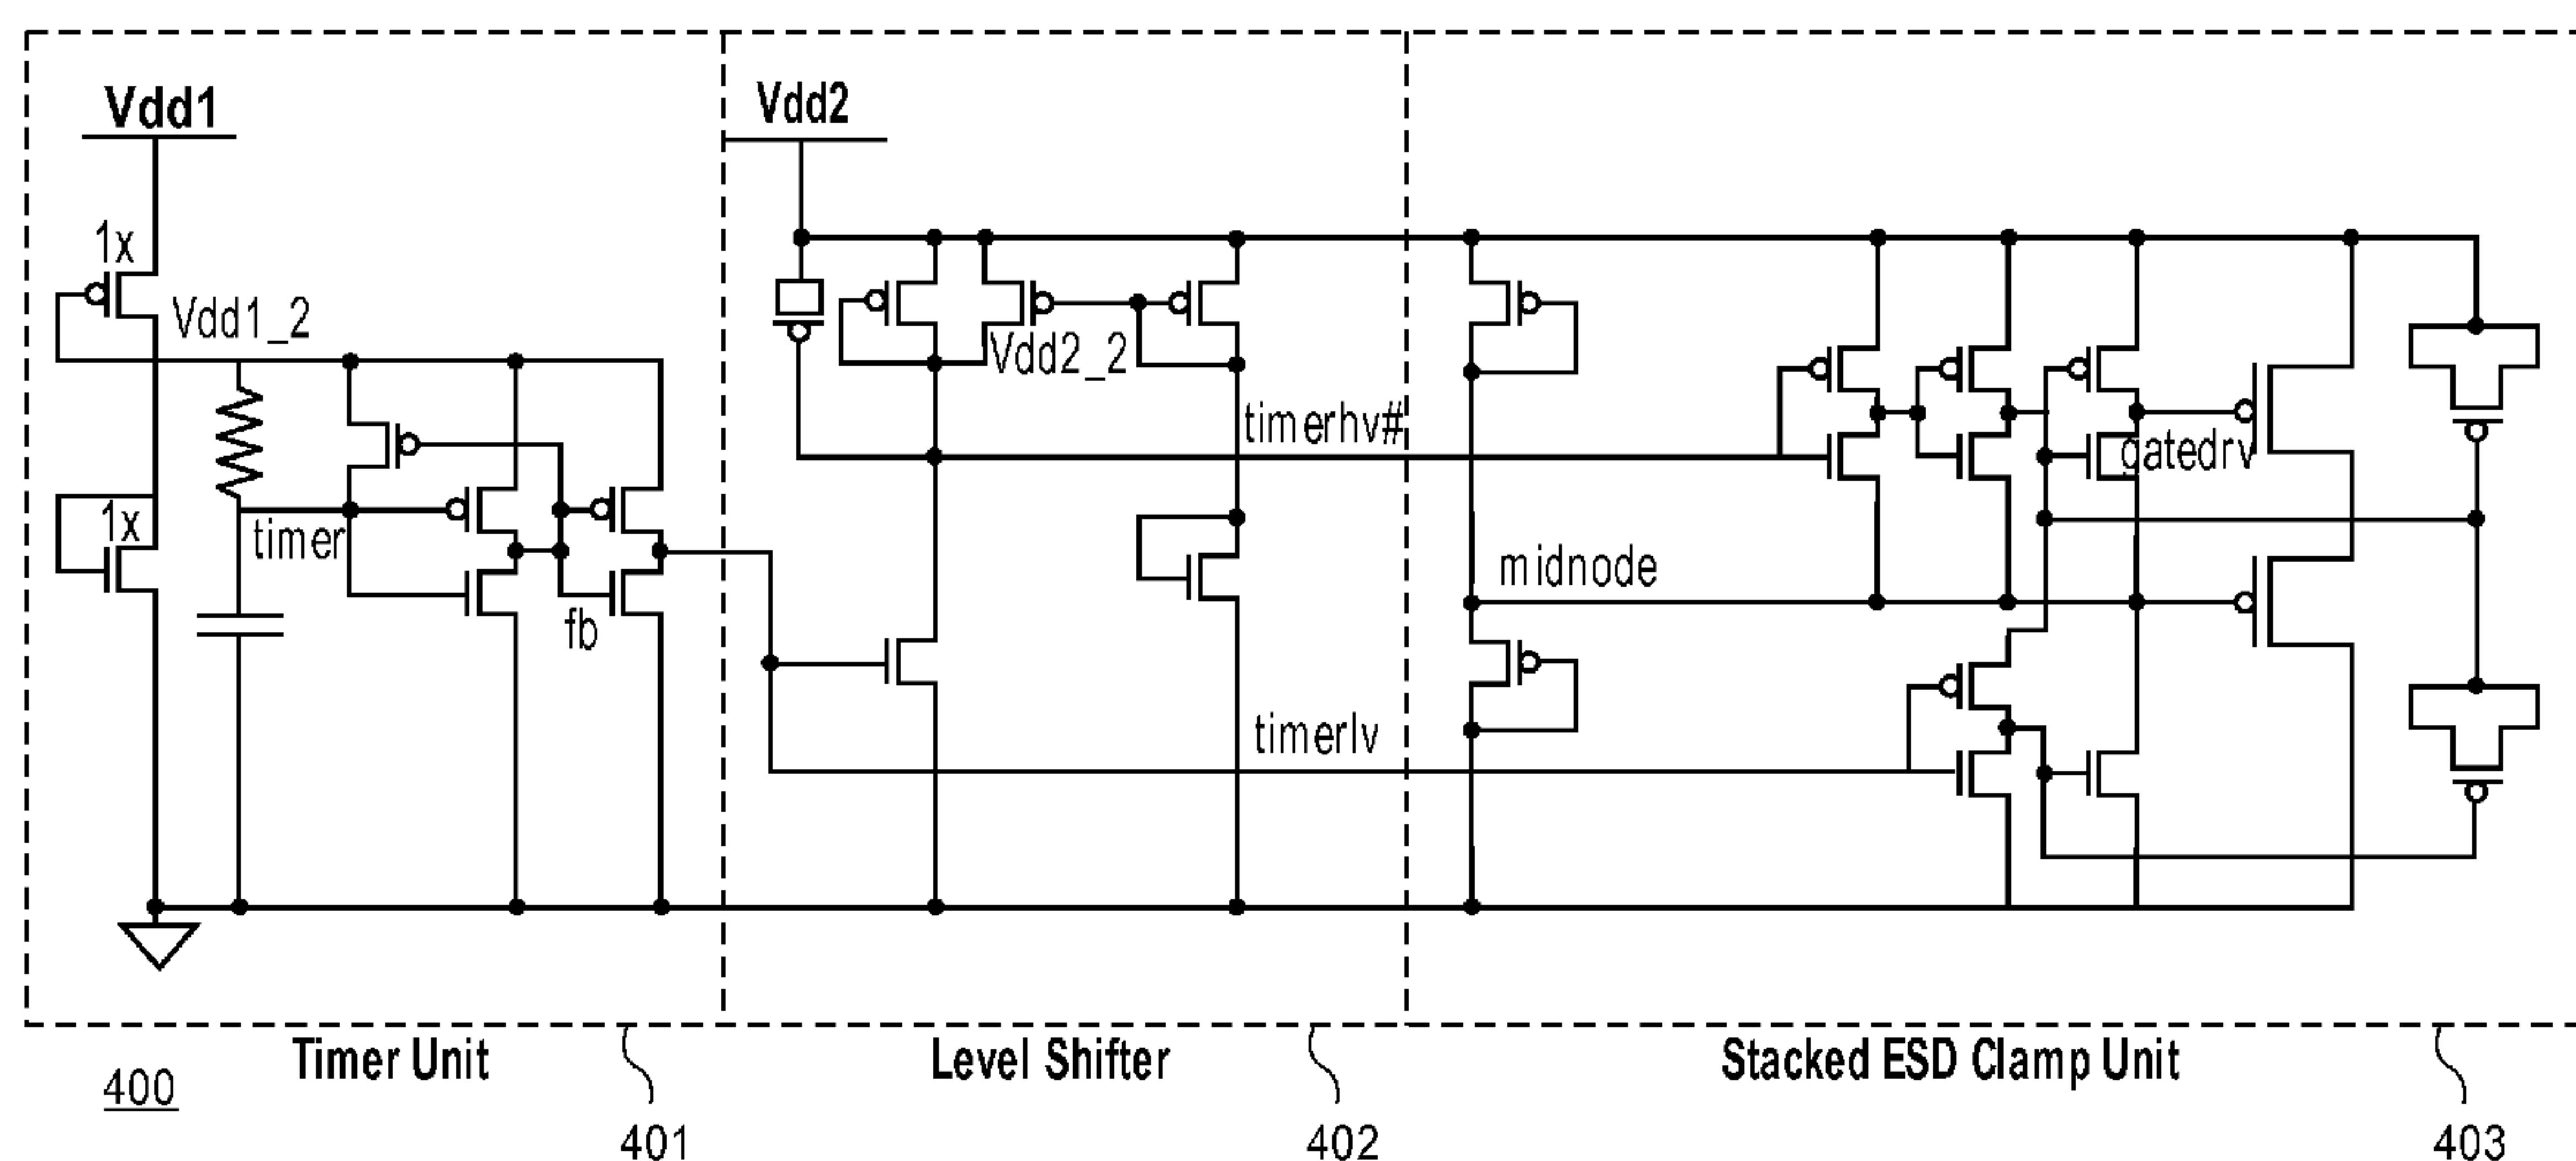 Vdd1
Vdd2
1x
Vdd1_2
Vdd2_2
timerhv#
gatedrv
1x
timer
midnode
fb
timerlv
Timer Unit
Level Shifter
Stacked ESD Clamp Unit
400
401
402
403